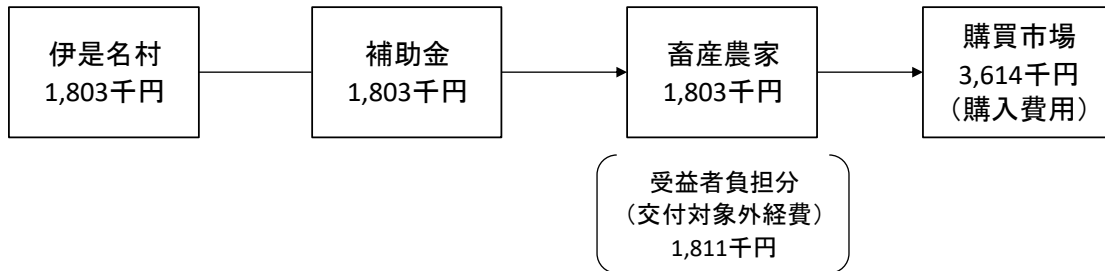 伊是名村
1,803千円
補助金
1,803千円
畜産農家
1,803千円
購買市場
3,614千円
（購入費用）
受益者負担分
（交付対象外経費）
1,811千円